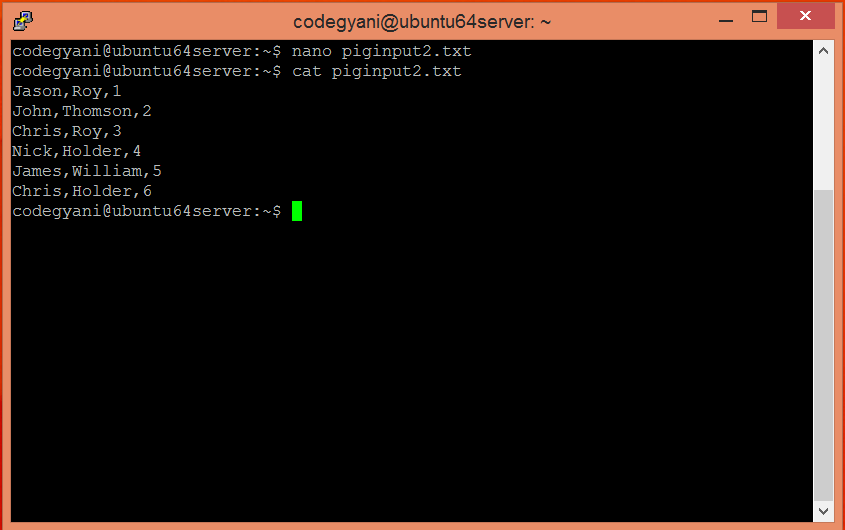 codegyani@ubuntu64server: ~
codegyani@ubuntu64server:~$ nano piginput2.txt
codegyani@ubuntu64server:~$ cat piginput2.txt
Jason,Roy,1
John,Thomson,2
Chris,Roy,3
Nick,Holder,4
James,William,5
Chris,Holder,6
codegyani@ubuntu64server:~$